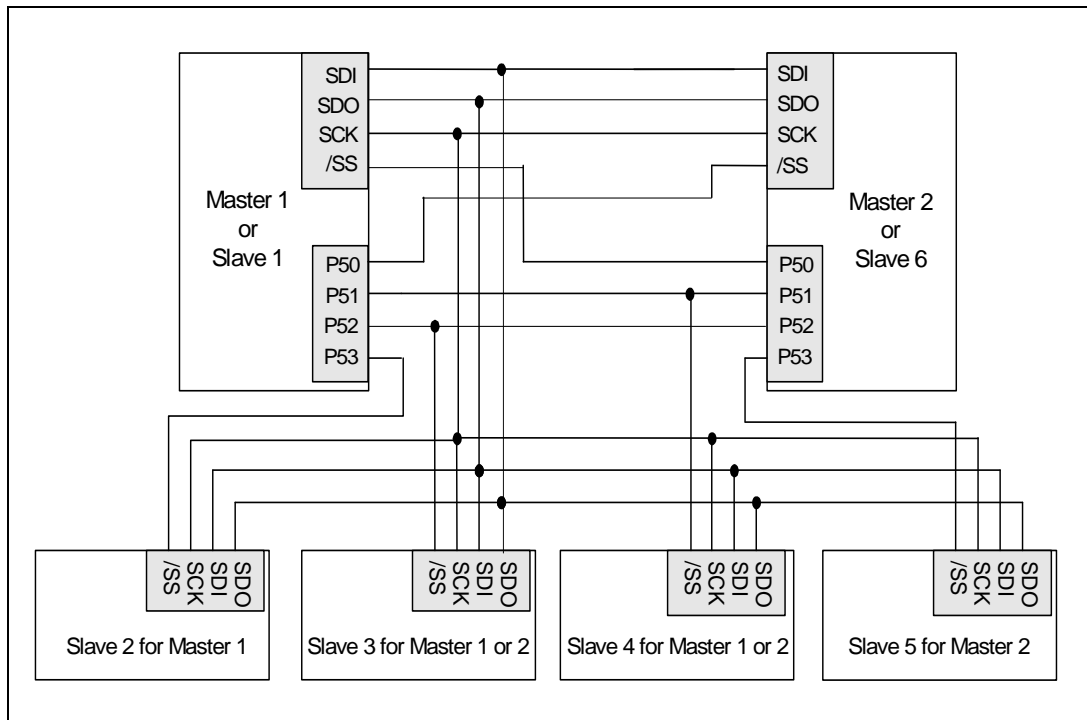 SDI
SDO
SCK
/SS
Master 1
or
Slave 1
P50
P51
P52
P53
SDI
SDO
SCK
/SS
Master 2
or
Slave 6
P50
P51
P52
P53
/SS
SCK
SDI
SDO
Slave 2 for Master 1
/SS
SCK
SDI
SDO
Slave 3 for Master 1 or 2
/SS
SCK
SDI
SDO
Slave 4 for Master 1 or 2
/SS
SCK
SDI
SDO
Slave 5 for Master 2